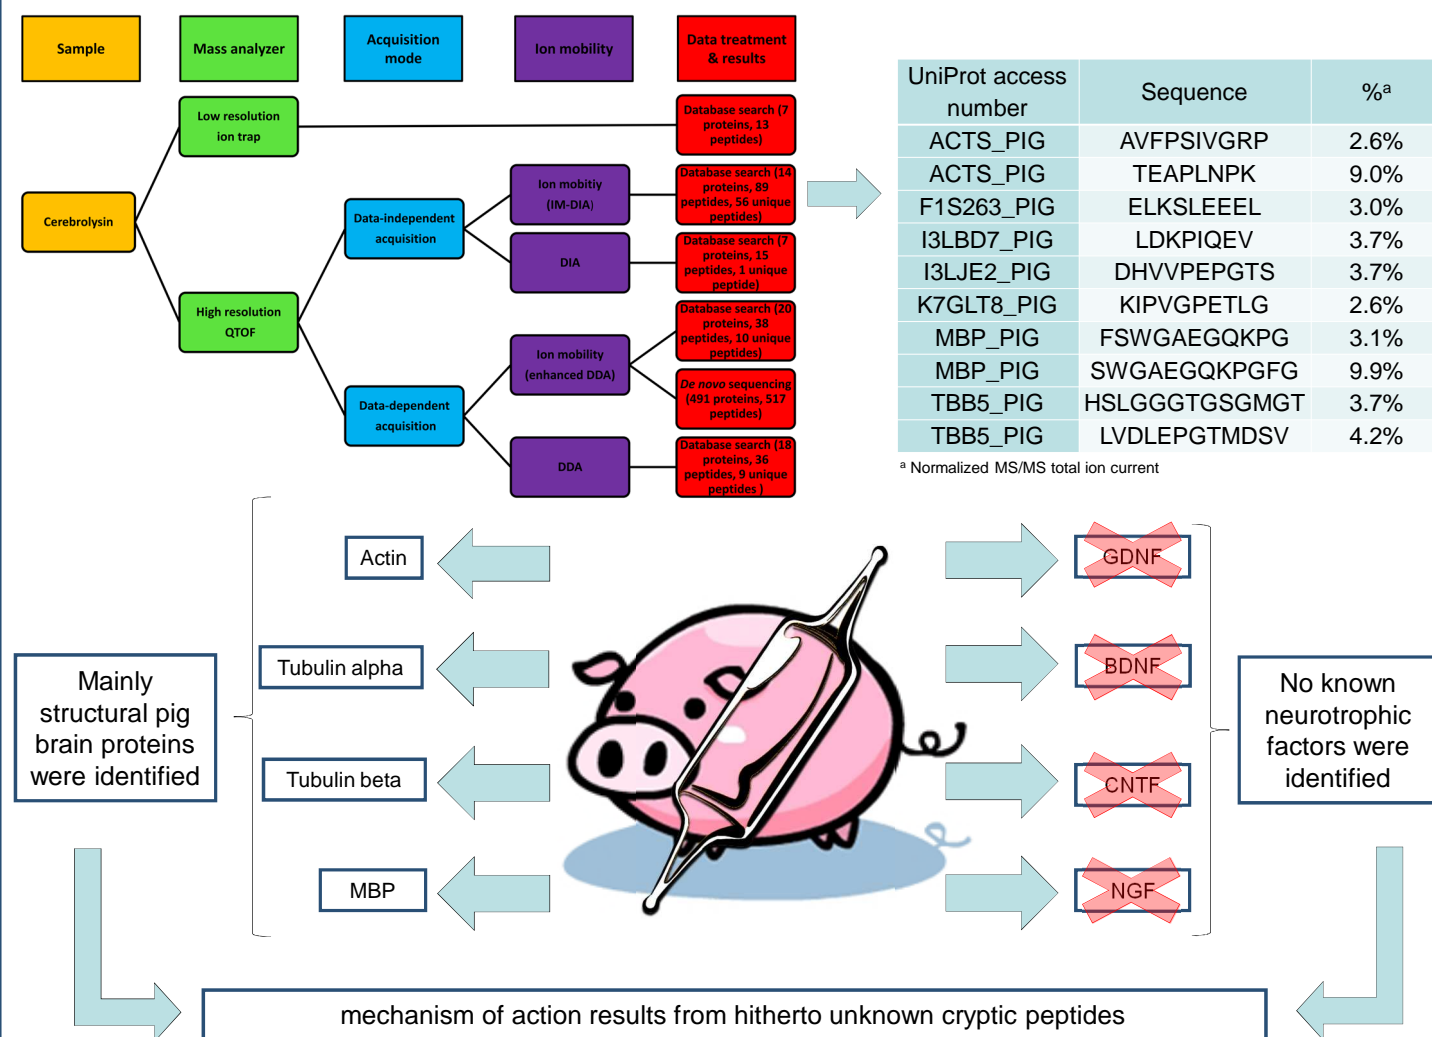 Sample
Mass analyzer
Acquisition
mode
Ion mobility
Data treatment
& results
Low resolution
ion trap
Database search (7
proteins, 13
peptides)
Cerebrolysin
High resolution
QTOF
Data-independent
acquisition
Data-dependent
acquisition
Ion mobitiy
(IM-DIA)
DIA
Ion mobility
(enhanced DDA)
DDA
Database search (14
proteins, 89
peptides, 56 unique
peptides)
Database search (7
proteins, 15
peptides, 1 unique
peptide)
Database search (20
proteins, 38
peptides, 10 unique
peptides)
De novo sequencing
(491 proteins, 517
peptides)
Database search (18
proteins, 36
peptides, 9 unique
peptides )
UniProt access
number
Sequence
%ᵃ
ACTS_PIG AVFPSIVGRP 2.6%
ACTS_PIG TEAPLNPK 9.0%
F1S263_PIG ELKSLEEEL 3.0%
I3LBD7_PIG LDKPIQEV 3.7%
I3LJE2_PIG DHVVPEPGTS 3.7%
K7GLT8_PIG KIPVGPETLG 2.6%
MBP_PIG FSWGAEGQKPG 3.1%
MBP_PIG SWGAEGQKPGFG 9.9%
TBB5_PIG HSLGGGTGSGMGT 3.7%
TBB5_PIG LVDLEPGTMDSV 4.2%
ᵃ Normalized MS/MS total ion current
Mainly
structural pig
brain proteins
were identified
Actin
Tubulin alpha
Tubulin beta
MBP
GDNF
BDNF
CNTF
NGF
No known
neurotrophic
factors were
identified
mechanism of action results from hitherto unknown cryptic peptides